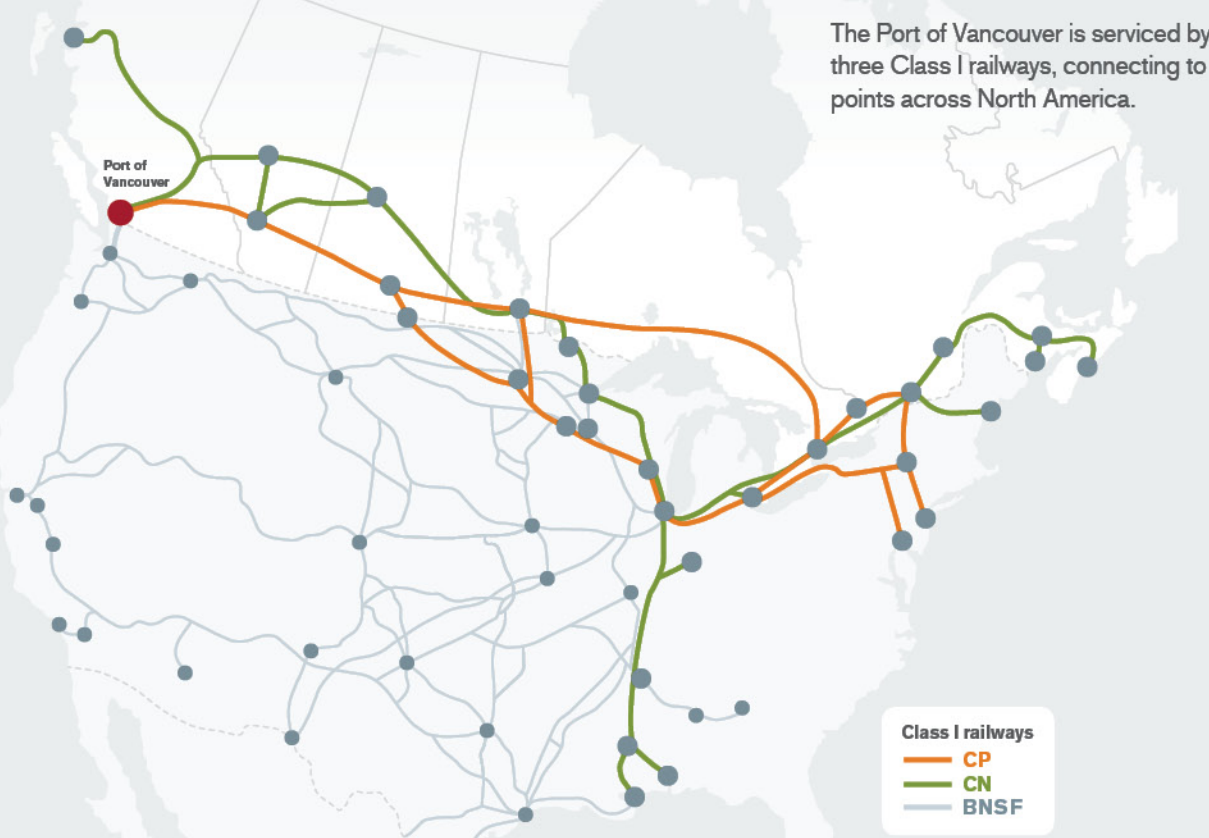 The Port of Vancouver is serviced by
three Class I railways, connecting to
points across North America.
Port of
Vancouver
Class I railways
CP
CN
BNSF